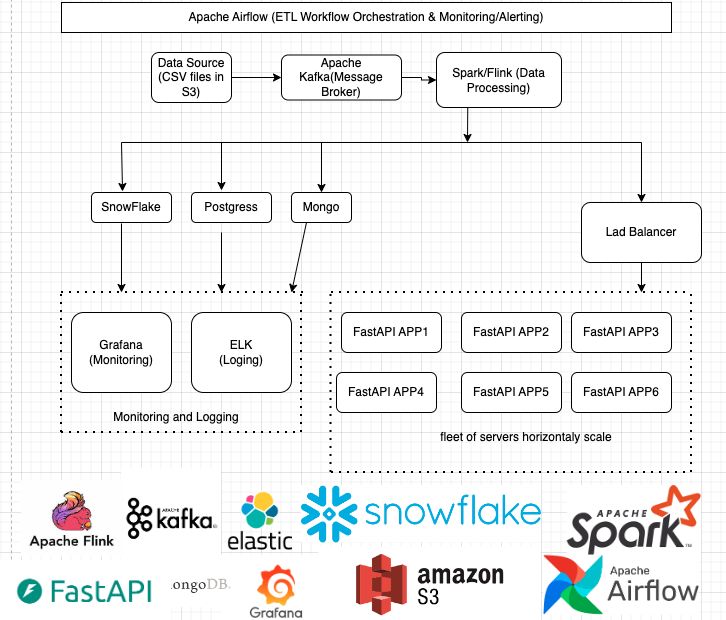 Apache Airflow (ETL Workflow Orchestration & Monitoring/Alerting)
Data Source
(CSV files in
S3)
Apache
Kafka(Message
Broker)
Spark/Flink (Data
Processing)
SnowFlake
Postgress
Mongo
Lad Balancer
Grafana
(Monitoring)
ELK
(Loging)
Monitoring and Logging
FastAPI APP1
FastAPI APP2
FastAPI APP3
FastAPI APP4
FastAPI APP5
FastAPI APP6
fleet of servers horizontaly scale
Apache Flink
APACHE
kafka
elastic
snowflake
APACHE
Spark
TM
FastAPI
ongoDB.
Grafana
amazon
S3
Apache
Airflow